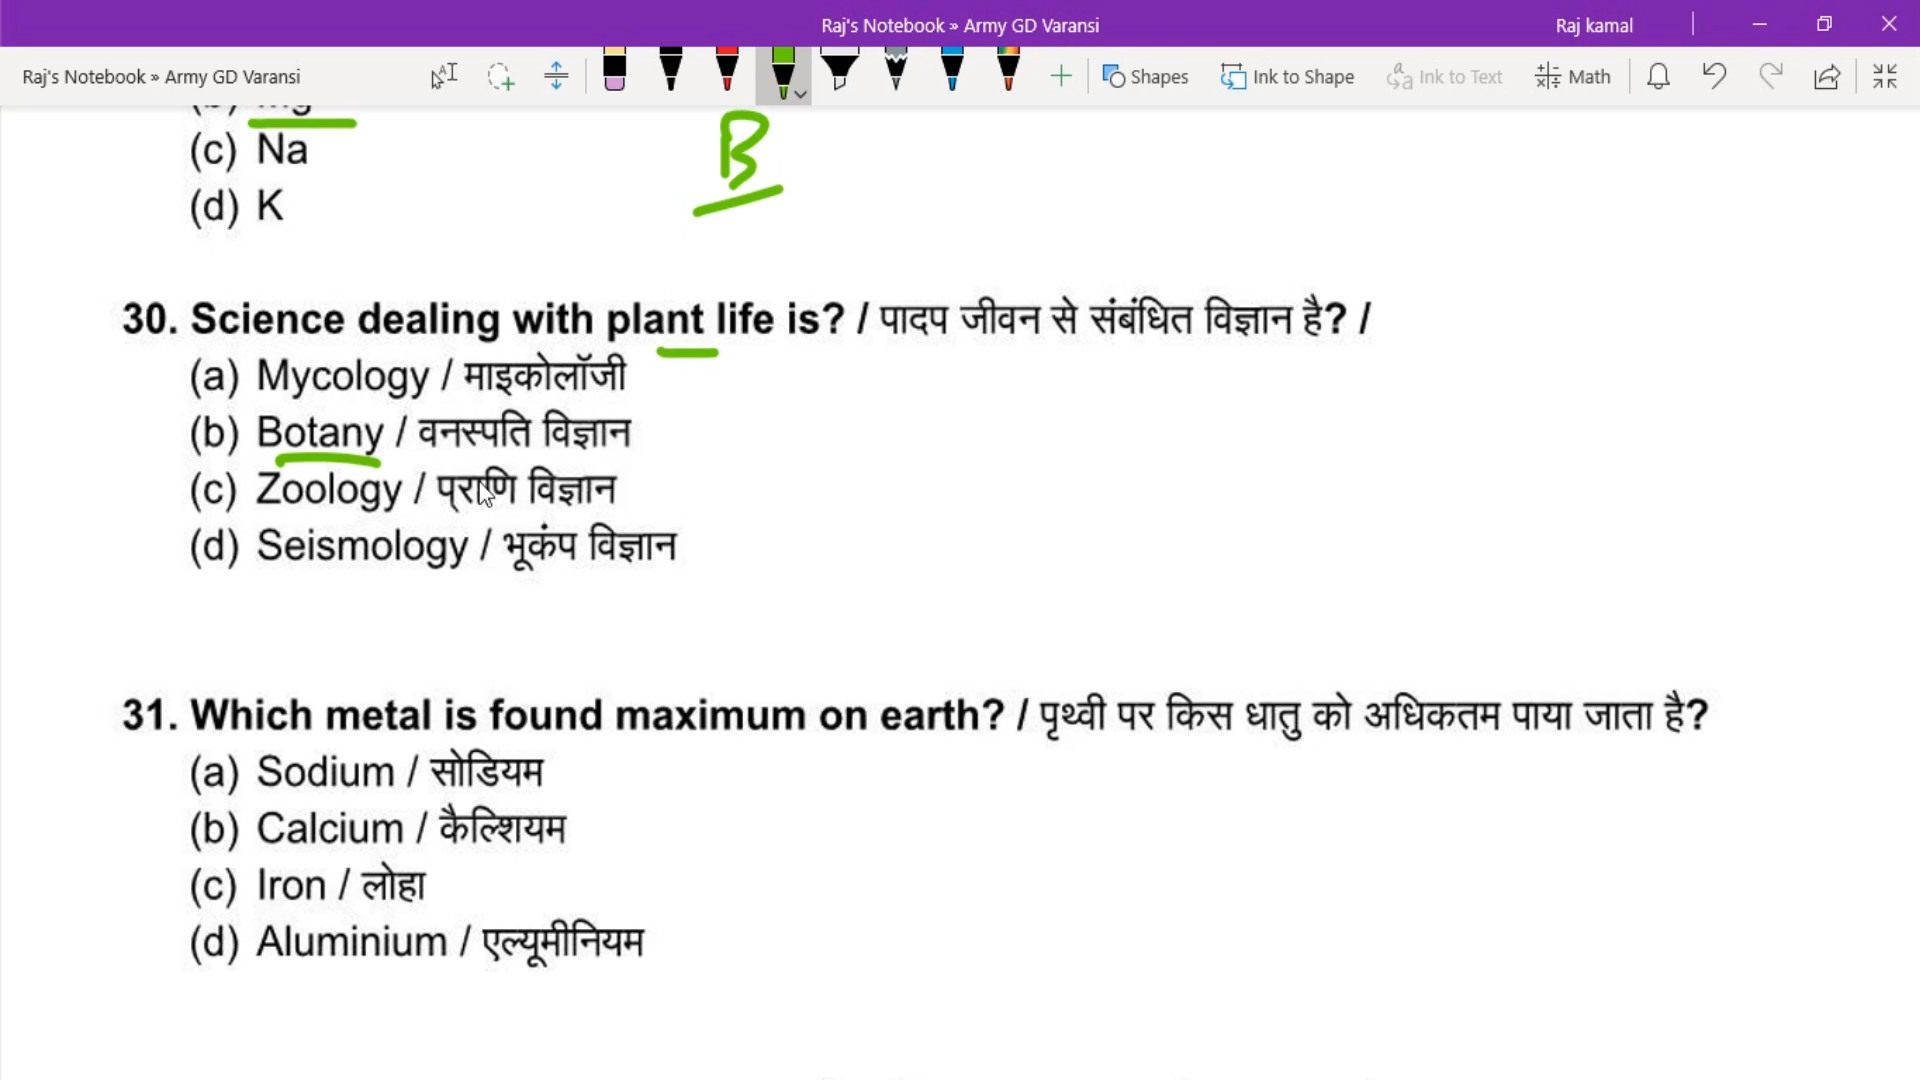 Raj's Notebook » Army GD Varansi
Raj kamal
Raj's Notebook » Army GD Varansi
Shapes
Ink to Shape
Ink to Text
Math
B
(c) Na
(d) K
30. Science dealing with plant life is? / पादप जीवन से संबंधित विज्ञान है? /
(a) Mycology / माइकोलॉजी
(b) Botany / वनस्पति विज्ञान
(c) Zoology / प्राणि विज्ञान
(d) Seismology / भूकंप विज्ञान
31. Which metal is found maximum on earth? / पृथ्वी पर किस धातु को अधिकतम पाया जाता है?
(a) Sodium / सोडियम
(b) Calcium / कैल्शियम
(c) Iron / लोहा
(d) Aluminium / एल्यूमीनियम